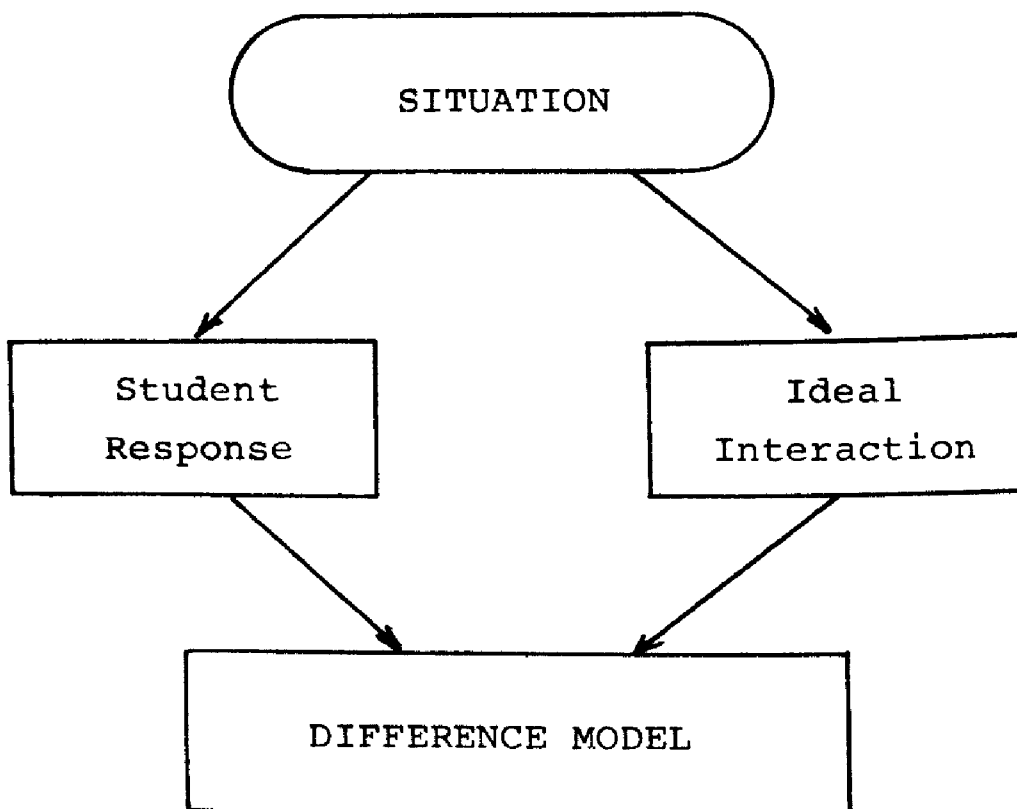 SITUATION
Student
Response
Ideal
Interaction
DIFFERENCE MODEL